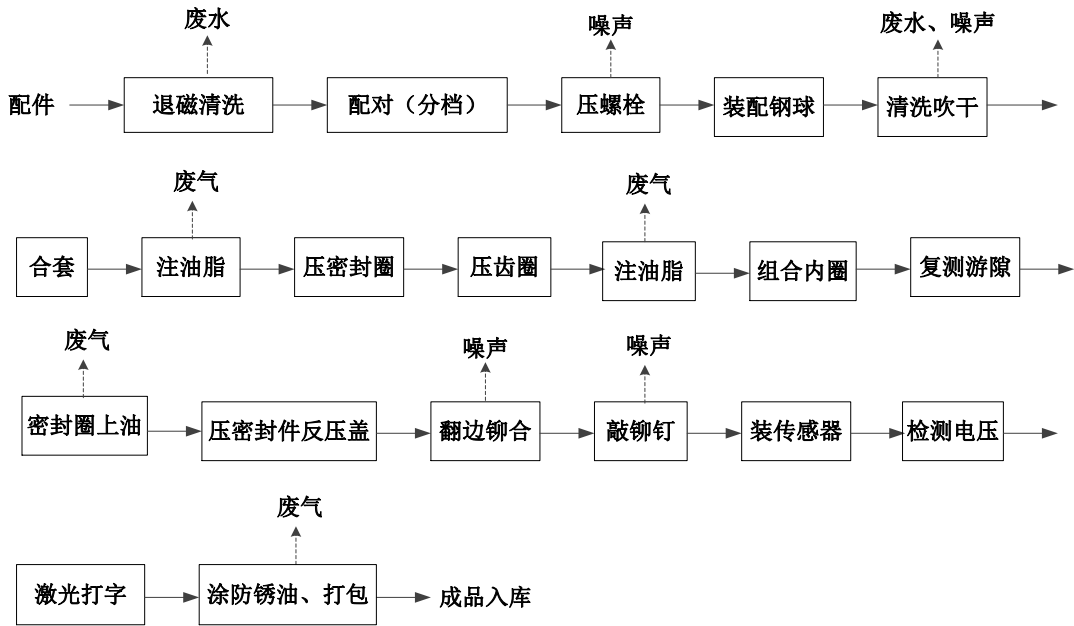 废水
噪声
废水、噪声
配件
退磁清洗
配对（分档）
压螺栓
装配钢球
清洗吹干
废气
废气
合套
注油脂
压密封圈
压齿圈
注油脂
组合内圈
复测游隙
废气
噪声
噪声
密封圈上油
压密封件反压盖
翻边铆合
敲铆钉
装传感器
检测电压
废气
激光打字
涂防锈油、打包
成品入库